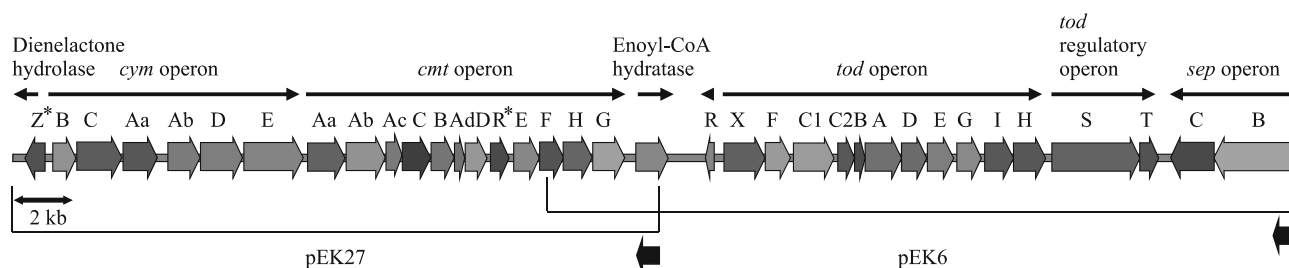 tod
Dienelactone Enoyl-CoA regulatory
hydrolase cym operon cmt operon hydratase tod operon operon sep operon
Z* B C Aa Ab D E Aa Ab Ac C B Ad D R* E F H G R X F C1 C2 B A D E G I H S T C B
2 kb
pEK27 pEK6